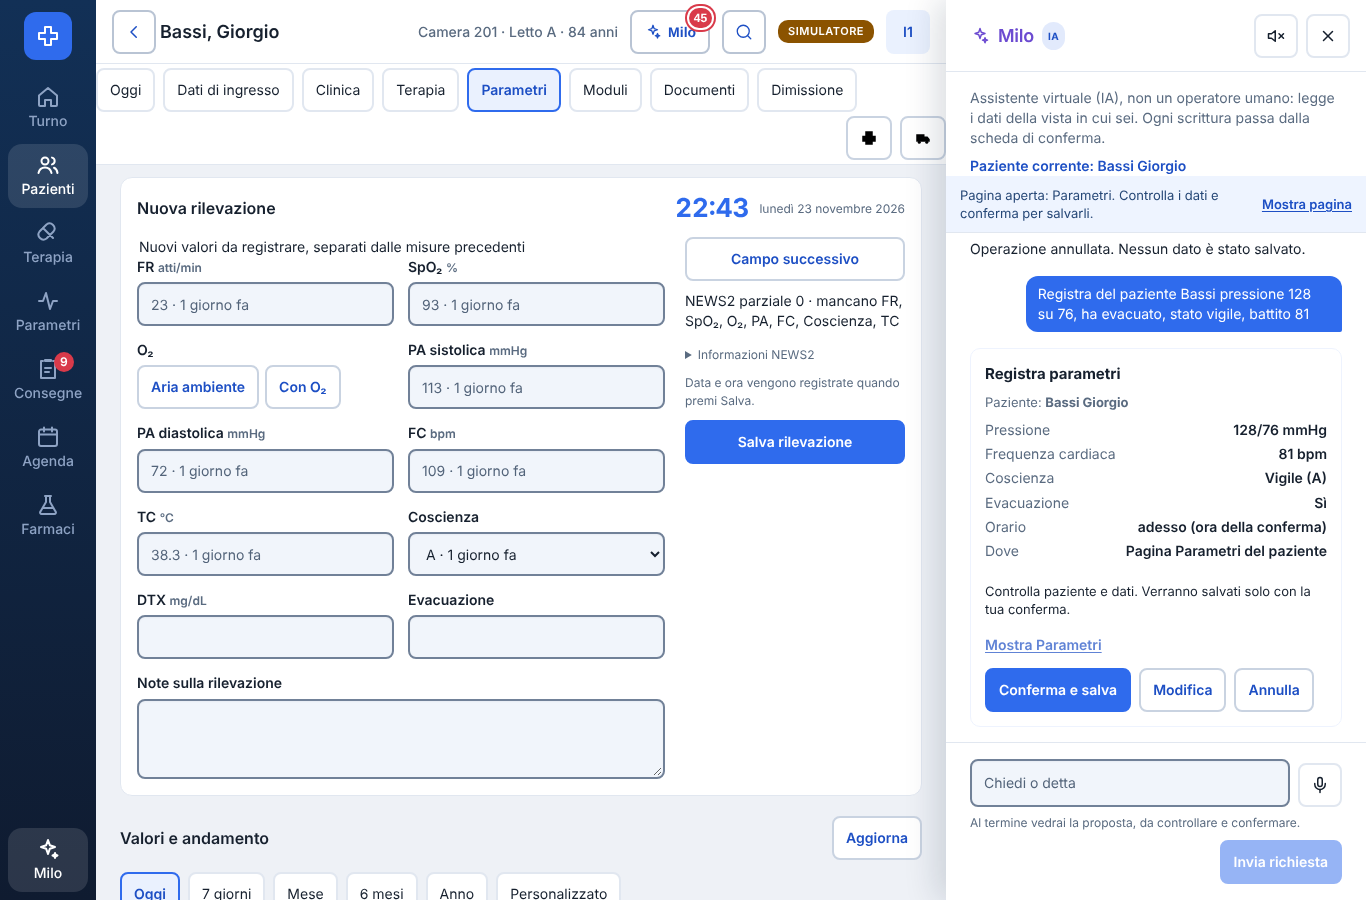 Turno
Pazienti
Terapia
Parametri
9
Consegne
Agenda
Farmaci
Milo
Bassi, Giorgio
Camera 201 · Letto A · 84 anni
Milo
45
SIMULATORE
I1
Oggi
Dati di ingresso
Clinica
Terapia
Parametri
Moduli
Documenti
Dimissione
Nuova rilevazione
22:43 lunedì 23 novembre 2026
Nuovi valori da registrare, separati dalle misure precedenti
FR atti/min
23 · 1 giorno fa
SpO₂ %
93 · 1 giorno fa
O₂
Aria ambiente
Con O₂
PA sistolica mmHg
113 · 1 giorno fa
PA diastolica mmHg
72 · 1 giorno fa
FC bpm
109 · 1 giorno fa
TC °C
38.3 · 1 giorno fa
Coscienza
A · 1 giorno fa
DTX mg/dL
Evacuazione
Note sulla rilevazione
Campo successivo
NEWS2 parziale 0 · mancano FR,
SpO₂, O₂, PA, FC, Coscienza, TC
Informazioni NEWS2
Data e ora vengono registrate quando
premi Salva.
Salva rilevazione
Valori e andamento
Aggiorna
Oggi
7 giorni
Mese
6 mesi
Anno
Personalizzato
Milo
IA
Assistente virtuale (IA), non un operatore umano: legge
i dati della vista in cui sei. Ogni scrittura passa dalla
scheda di conferma.
Paziente corrente: Bassi Giorgio
Pagina aperta: Parametri. Controlla i dati e
conferma per salvarli.
Mostra pagina
Operazione annullata. Nessun dato è stato salvato.
Registra del paziente Bassi pressione 128
su 76, ha evacuato, stato vigile, battito 81
Registra parametri
Paziente: Bassi Giorgio
Pressione 128/76 mmHg
Frequenza cardiaca 81 bpm
Coscienza Vigile (A)
Evacuazione Sì
Orario adesso (ora della conferma)
Dove Pagina Parametri del paziente
Controlla paziente e dati. Verranno salvati solo con la
tua conferma.
Mostra Parametri
Conferma e salva
Modifica
Annulla
Chiedi o detta
Al termine vedrai la proposta, da controllare e confermare.
Invia richiesta